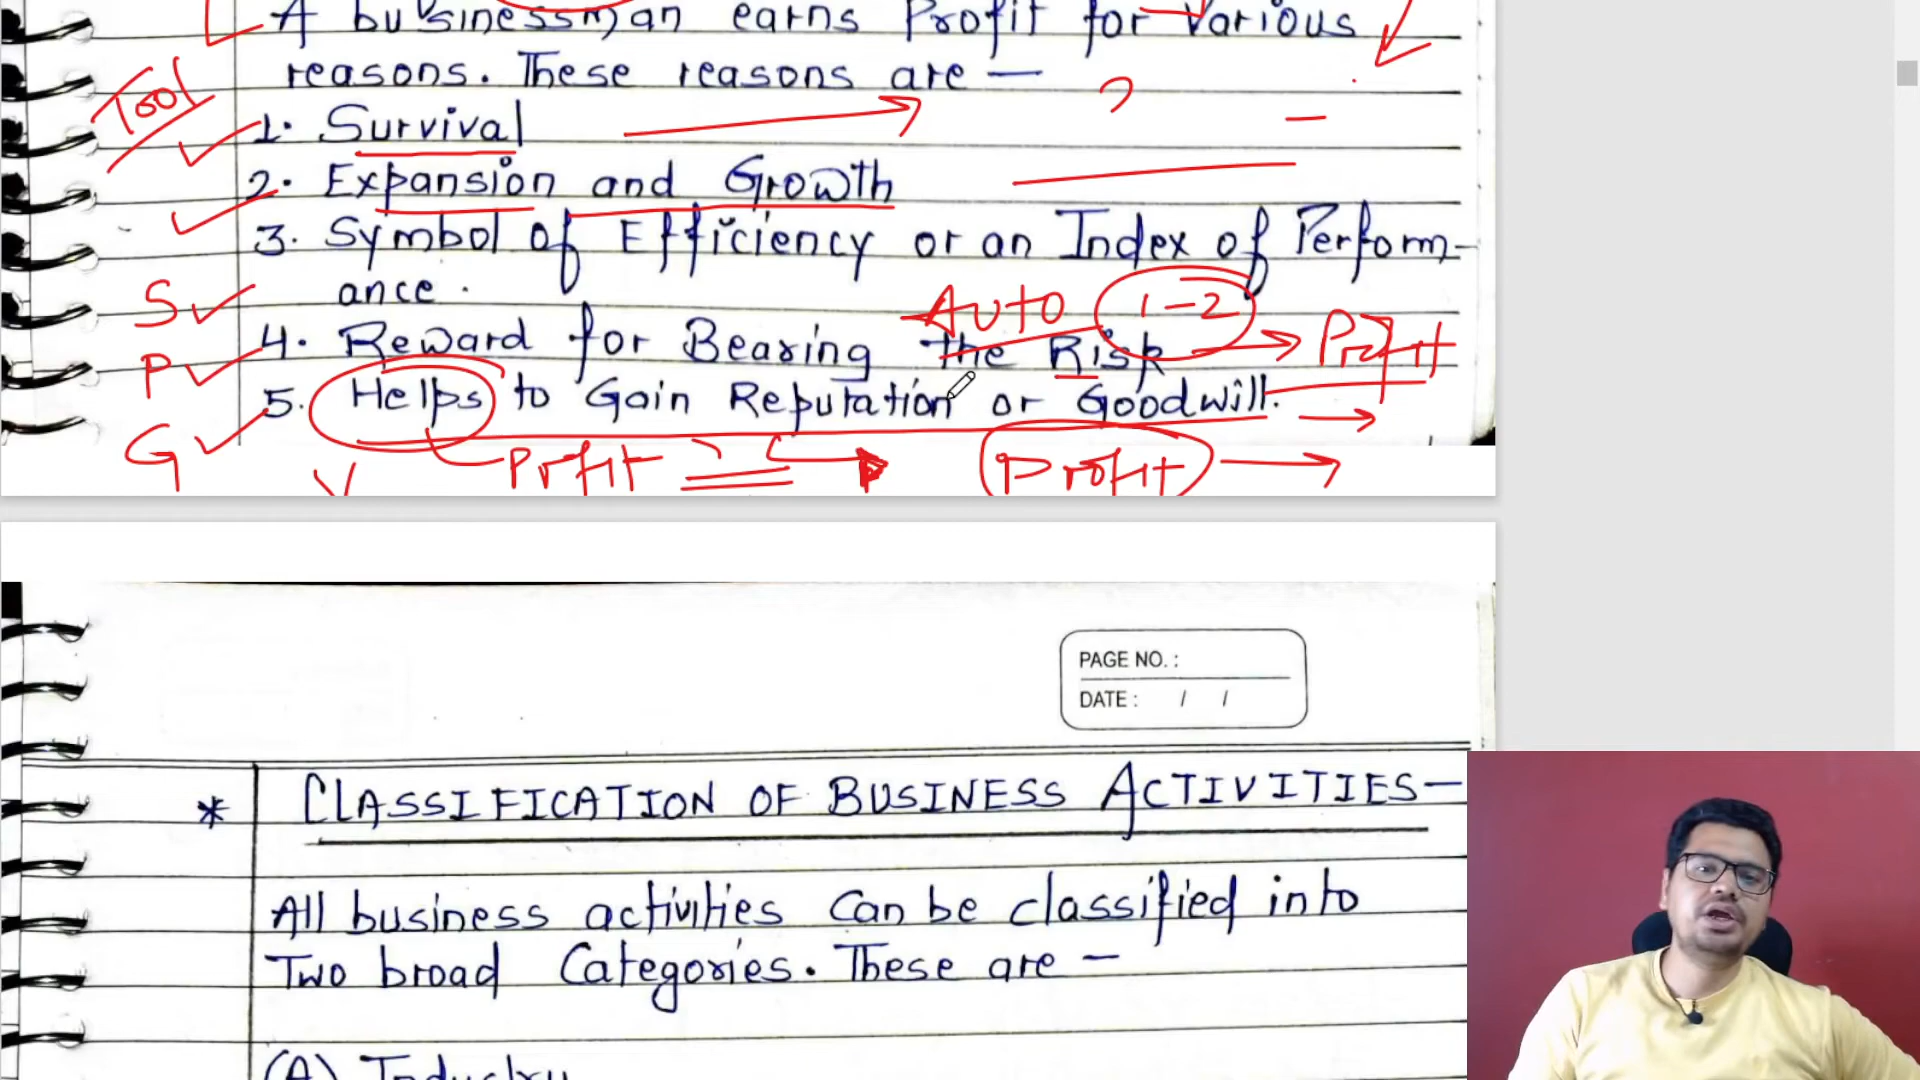 A businessman earns Profit for various
reasons. These reasons are —
Tool
1. Survival
2. Expansion and Growth
3. Symbol of Efficiency or an Index of Perform-
ance.
S
AUTO 1-2
4. Reward for Bearing the Risk
Profit
P
5. Helps to Gain Reputation or Goodwill.
G
Profit
Profit
PAGE NO. :
DATE : / /
* CLASSIFICATION OF BUSINESS ACTIVITIES—
All business activities can be classified into
Two broad Categories. These are —
(A) Industry